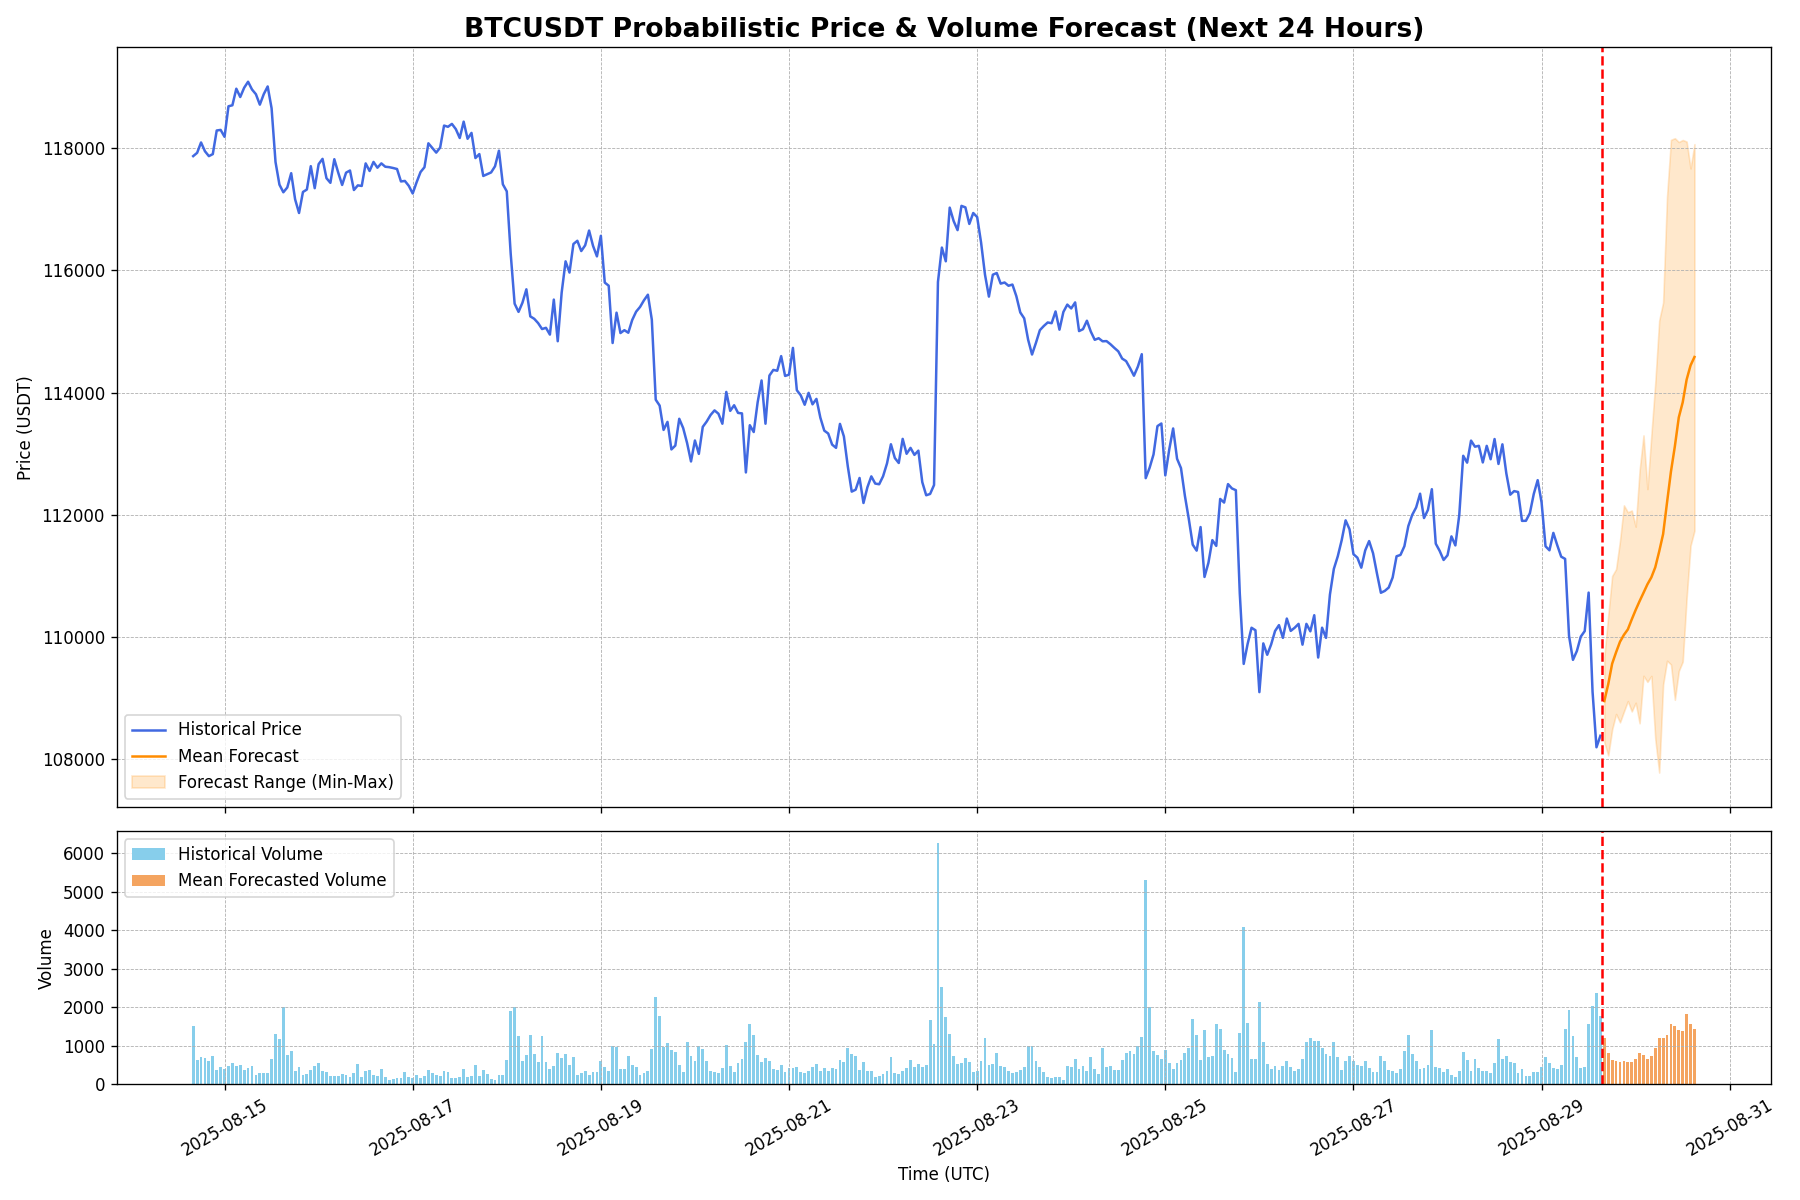 BTCUSDT Probabilistic Price & Volume Forecast (Next 24 Hours)
Price (USDT)
118000
116000
114000
112000
110000
108000
Historical Price
Mean Forecast
Forecast Range (Min-Max)
Volume
6000
5000
4000
3000
2000
1000
0
Historical Volume
Mean Forecasted Volume
2025-08-15
2025-08-17
2025-08-19
2025-08-21
2025-08-23
2025-08-25
2025-08-27
2025-08-29
2025-08-31
Time (UTC)